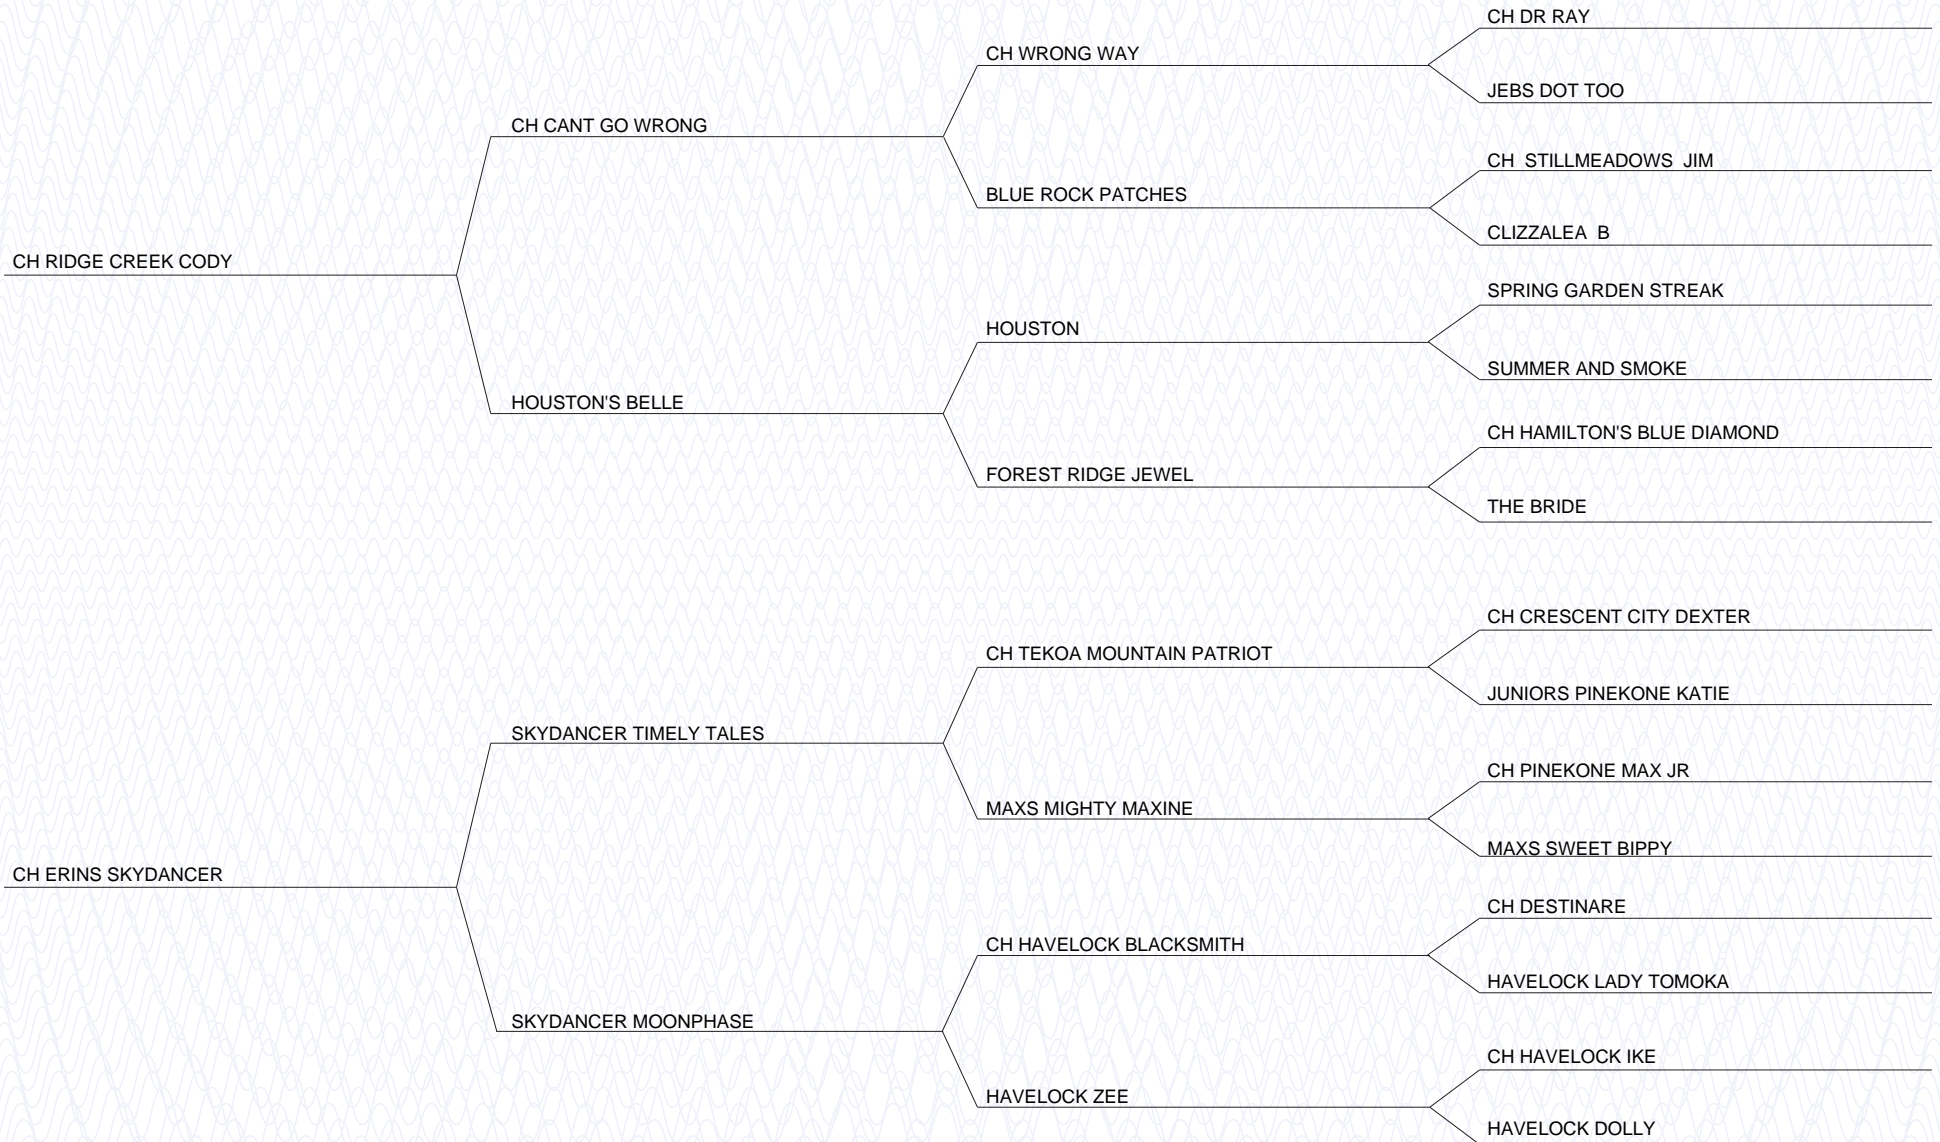 CH DR RAY
CH WRONG WAY
JEBS DOT TOO
CH CANT GO WRONG
CH  STILLMEADOWS  JIM
BLUE ROCK PATCHES
CLIZZALEA  B
CH RIDGE CREEK CODY
SPRING GARDEN STREAK
HOUSTON
SUMMER AND SMOKE
HOUSTON'S BELLE
CH HAMILTON'S BLUE DIAMOND
FOREST RIDGE JEWEL
THE BRIDE
CH CRESCENT CITY DEXTER
CH TEKOA MOUNTAIN PATRIOT
JUNIORS PINEKONE KATIE
SKYDANCER TIMELY TALES
CH PINEKONE MAX JR
MAXS MIGHTY MAXINE
MAXS SWEET BIPPY
CH ERINS SKYDANCER
CH DESTINARE
CH HAVELOCK BLACKSMITH
HAVELOCK LADY TOMOKA
SKYDANCER MOONPHASE
CH HAVELOCK IKE
HAVELOCK ZEE
HAVELOCK DOLLY